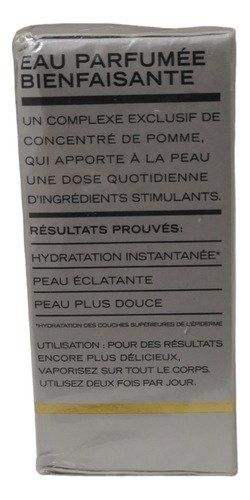 EAU PARFUMÉE
BIENFAISANTE
UN COMPLEXE EXCLUSIF DE
CONCENTRÉ DE POMME,
QUI APPORTE À LA PEAU
UNE DOSE QUOTIDIENNE
D'INGRÉDIENTS STIMULANTS.
RÉSULTATS PROUVÉS:
HYDRATATION INSTANTANÉE*
PEAU ÉCLATANTE
PEAU PLUS DOUCE
*HYDRATATION DES COUCHES SUPÉRIEURES DE L'ÉPIDERME
UTILISATION : POUR DES RÉSULTATS
ENCORE PLUS DÉLICIEUX,
VAPORISEZ SUR TOUT LE CORPS.
UTILISEZ DEUX FOIS PAR JOUR.